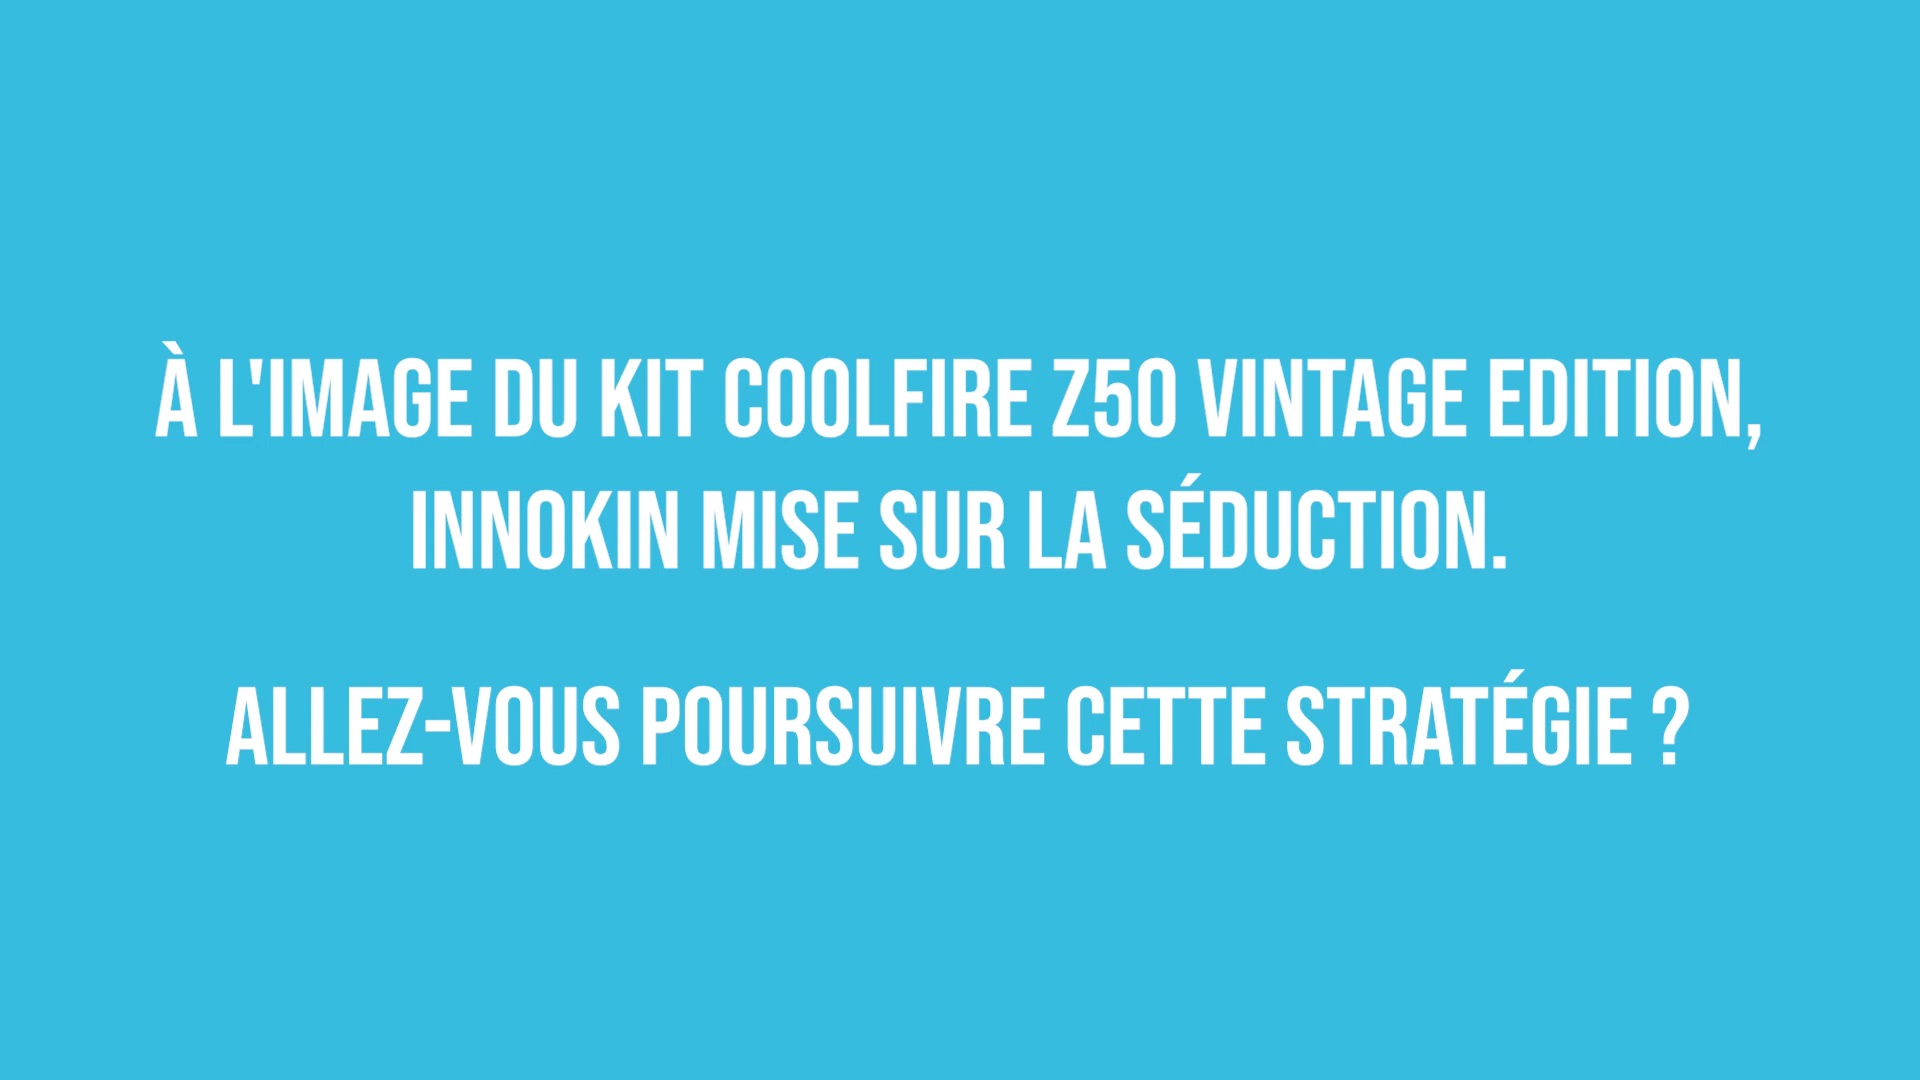 À L'IMAGE DU KIT COOLFIRE Z50 VINTAGE EDITION,
INNOKIN MISE SUR LA SÉDUCTION.
ALLEZ-VOUS POURSUIVRE CETTE STRATÉGIE ?